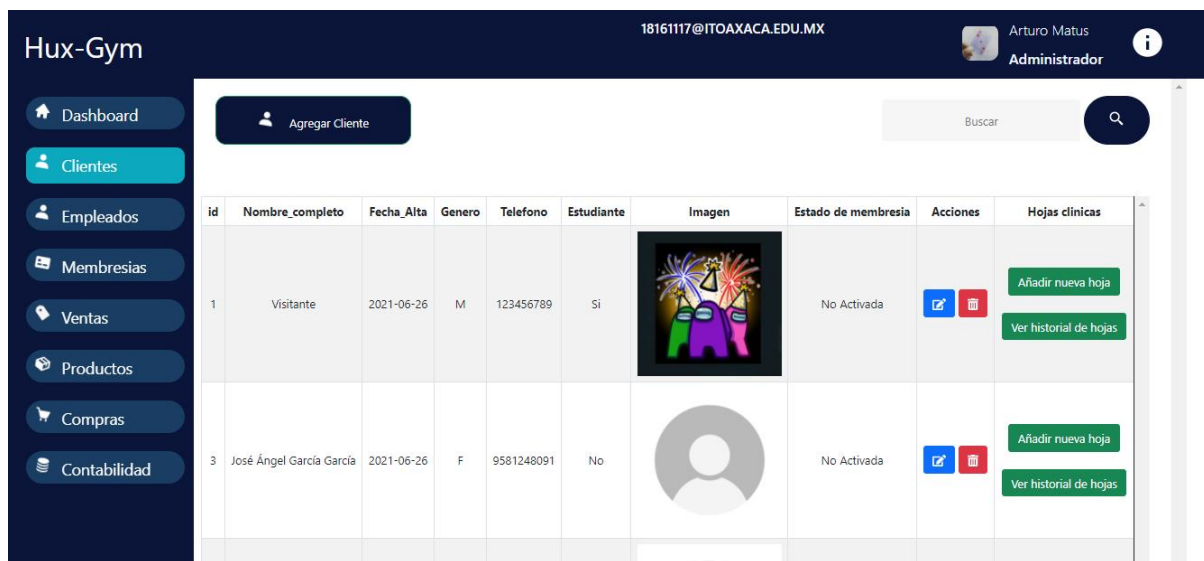 18161117@ITOAXACA.EDU.MX
Arturo Matus
Hux-Gym
Administrador
Dashboard
Clientes
Empleados
Membresias
Ventas
Productos
Compras
Contabilidad
Agregar Cliente
Buscar
id Nombre_completo Fecha_Alta Genero Telefono Estudiante Imagen Estado de membresia Acciones Hojas clinicas
1 Visitante 2021-06-26 M 123456789 Si No Activada
Añadir nueva hoja
Ver historial de hojas
3 José Ángel García García 2021-06-26 F 9581248091 No No Activada
Añadir nueva hoja
Ver historial de hojas